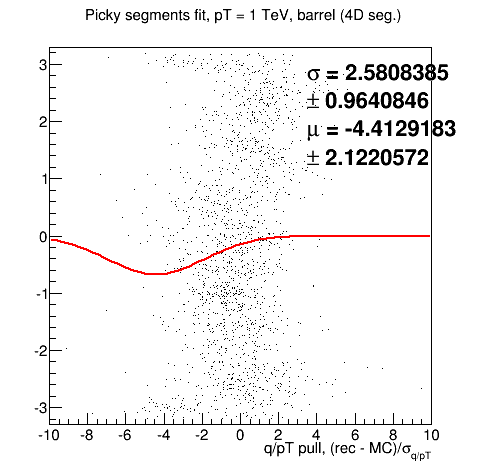 Picky segments fit, pT = 1 TeV, barrel (4D seg.)
σ = 2.5808385
± 0.9640846
μ = -4.4129183
± 2.1220572
3
2
1
0
-1
-2
-3
-10 -8 -6 -4 -2 0 2 4 6 8 10
q/pT pull, (rec - MC)/σq/pT